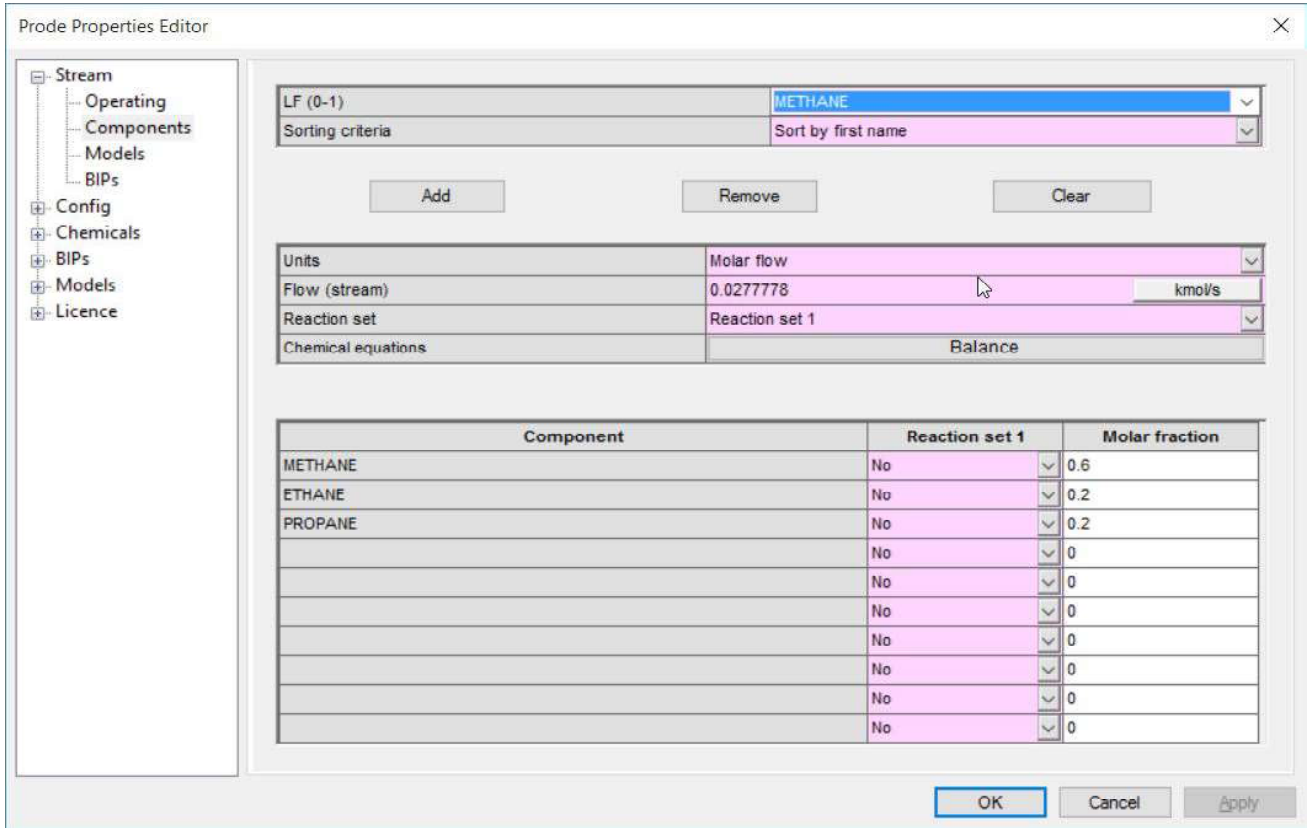 Prode Properties Editor
Stream
Operating
Components
Models
BIPs
Config
Chemicals
BIPs
Models
Licence
LF (0-1) METHANE
Sorting criteria Sort by first name
Add Remove Clear
Units Molar flow
Flow (stream) 0.0277778 kmol/s
Reaction set Reaction set 1
Chemical equations Balance
Component Reaction set 1 Molar fraction
METHANE No 0.6
ETHANE No 0.2
PROPANE No 0.2
No 0
No 0
No 0
No 0
No 0
No 0
No 0
OK Cancel Apply